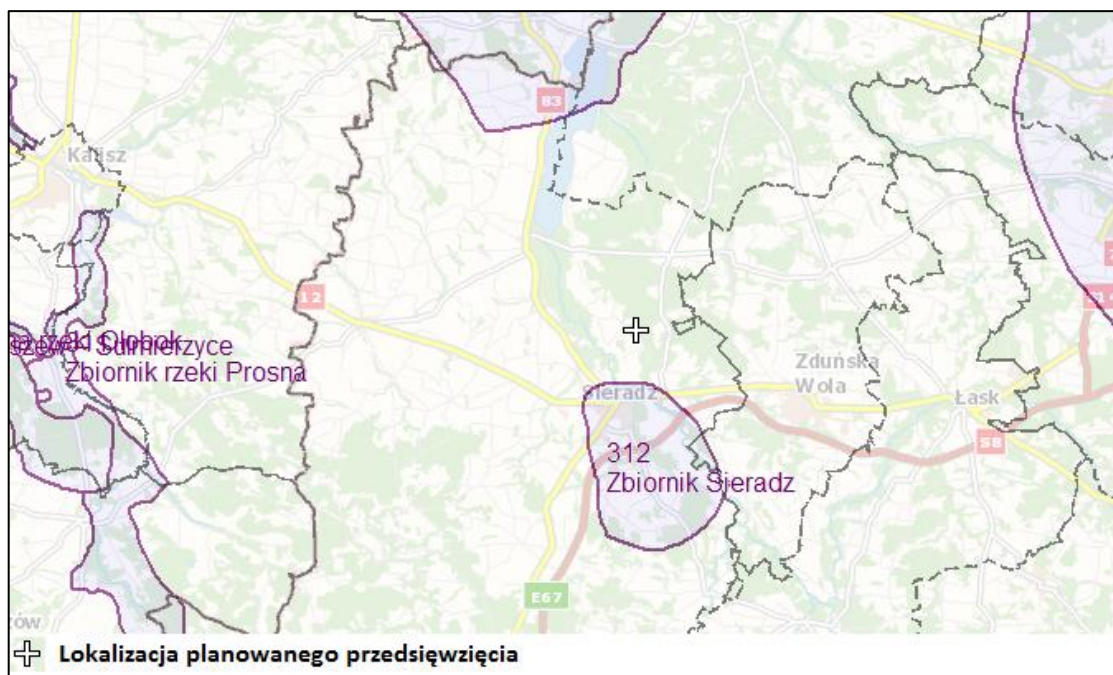 83
Kalisz
12
Zbiornik rzeki Prosna
Sieradz
Zduńska
Wola
Łask
S8
312
Zbiornik Sieradz
E67
Lokalizacja planowanego przedsięwzięcia